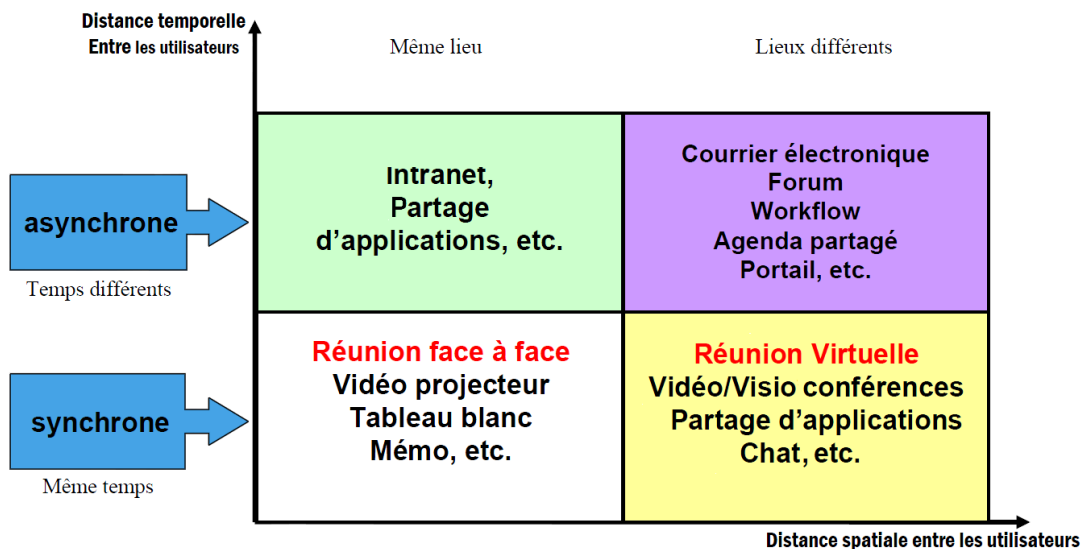 Distance temporelle
Entre les utilisateurs
Même lieu
Lieux différents
asynchrone
Temps différents
Intranet,
Partage
d’applications, etc.
Courrier électronique
Forum
Workflow
Agenda partagé
Portail, etc.
synchrone
Même temps
Réunion face à face
Vidéo projecteur
Tableau blanc
Mémo, etc.
Réunion Virtuelle
Vidéo/Visio conférences
Partage d’applications
Chat, etc.
Distance spatiale entre les utilisateurs